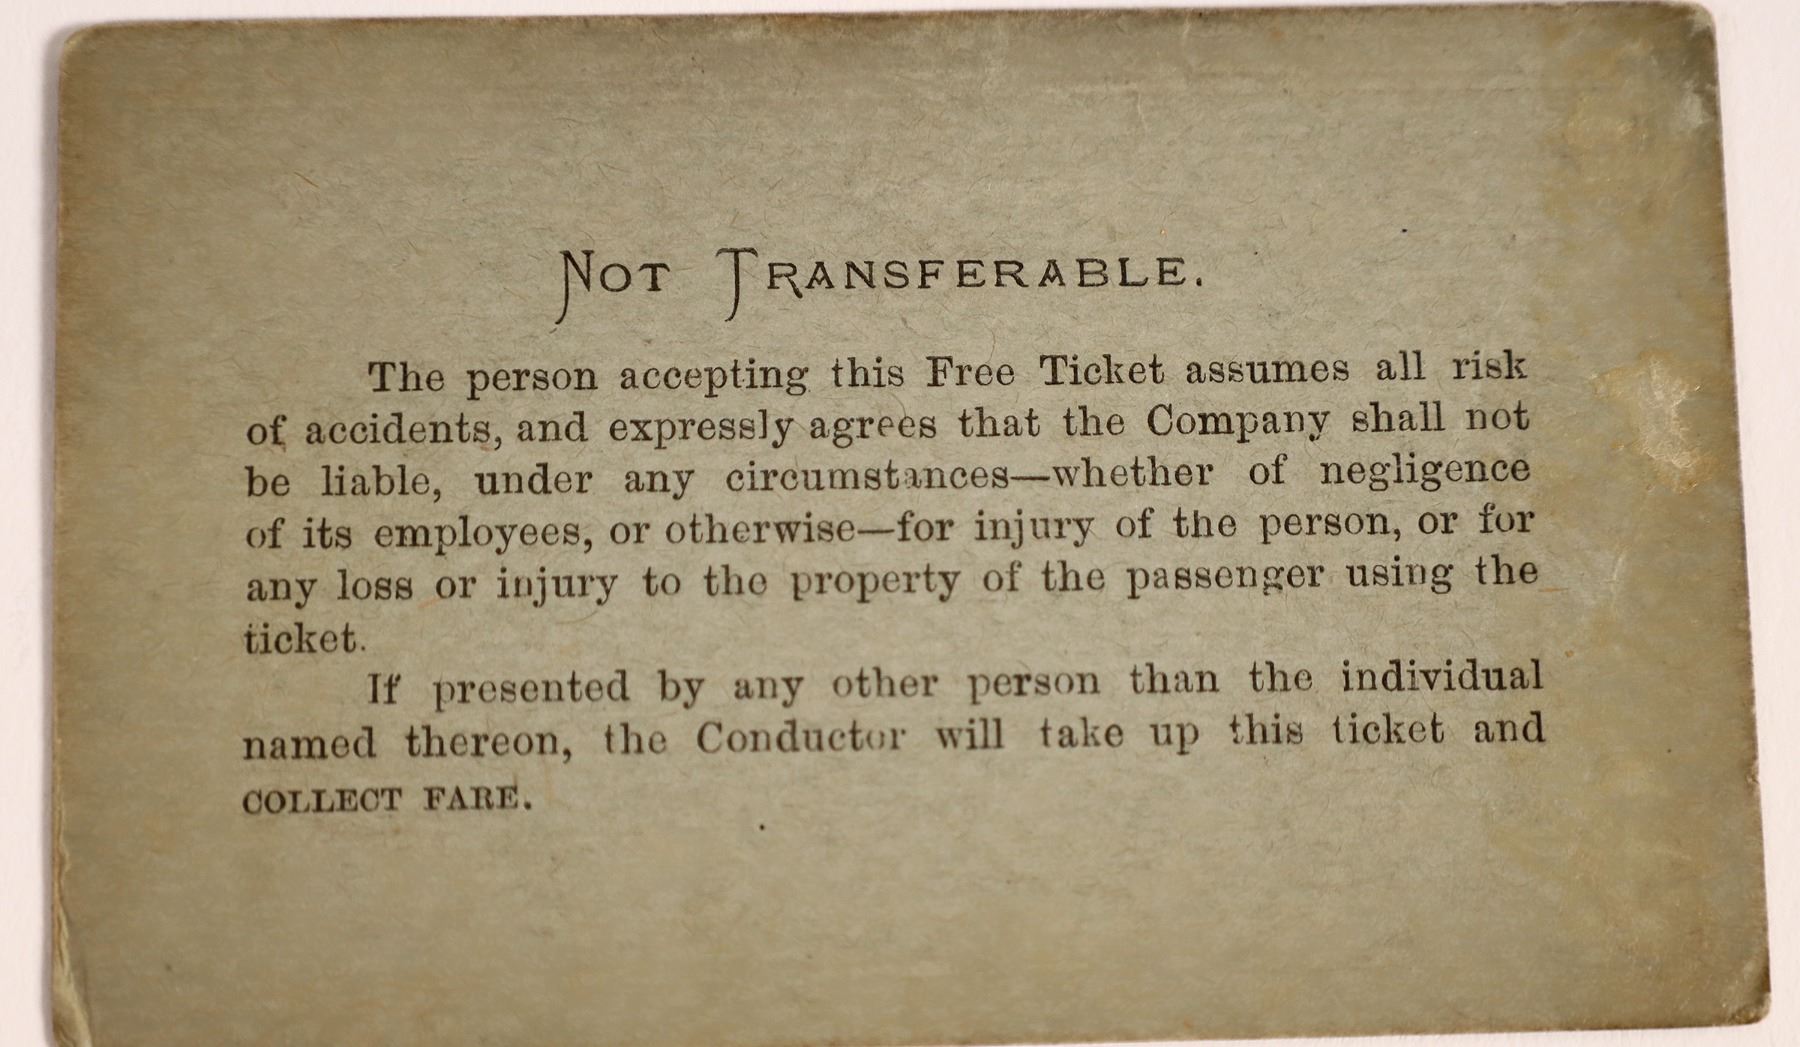 NOT TRANSFERABLE.
The person accepting this Free Ticket assumes all risk
of accidents, and expressly agrees that the Company shall not
be liable, under any circumstances—whether of negligence
of its employees, or otherwise—for injury of the person, or for
any loss or injury to the property of the passenger using the
ticket.
If presented by any other person than the individual
named thereon, the Conductor will take up this ticket and
COLLECT FARE.